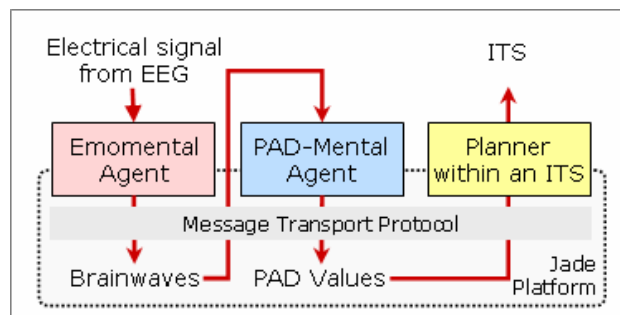 Electrical signal
from EEG
ITS
Emomental
Agent
PAD-Mental
Agent
Planner
within an ITS
Message Transport Protocol
Brainwaves
PAD Values
Jade
Platform